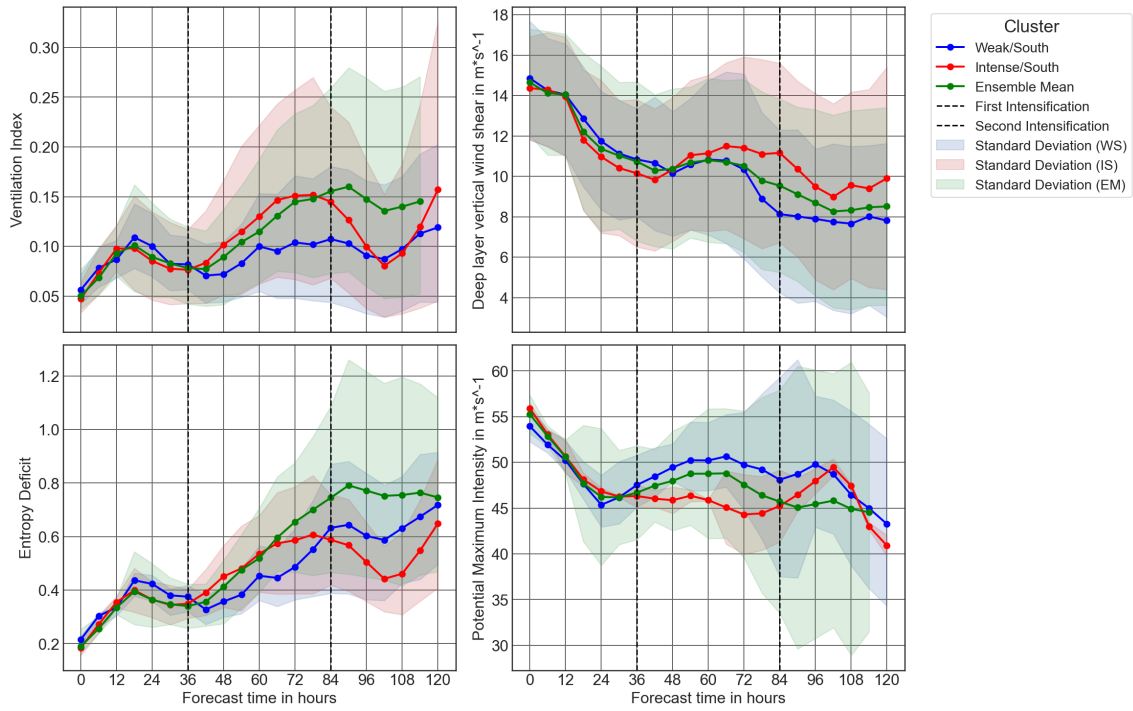 Ventilation Index
0.30
0.25
0.20
0.15
0.10
0.05
Deep layer vertical wind shear in m*s^-1
18
16
14
12
10
8
6
4
Cluster
Weak/South
Intense/South
Ensemble Mean
First Intensification
Second Intensification
Standard Deviation (WS)
Standard Deviation (IS)
Standard Deviation (EM)
Entropy Deficit
1.2
1.0
0.8
0.6
0.4
0.2
0 12 24 36 48 60 72 84 96 108 120
Forecast time in hours
Potential Maximum Intensity in m*s^-1
60
55
50
45
40
35
30
0 12 24 36 48 60 72 84 96 108 120
Forecast time in hours